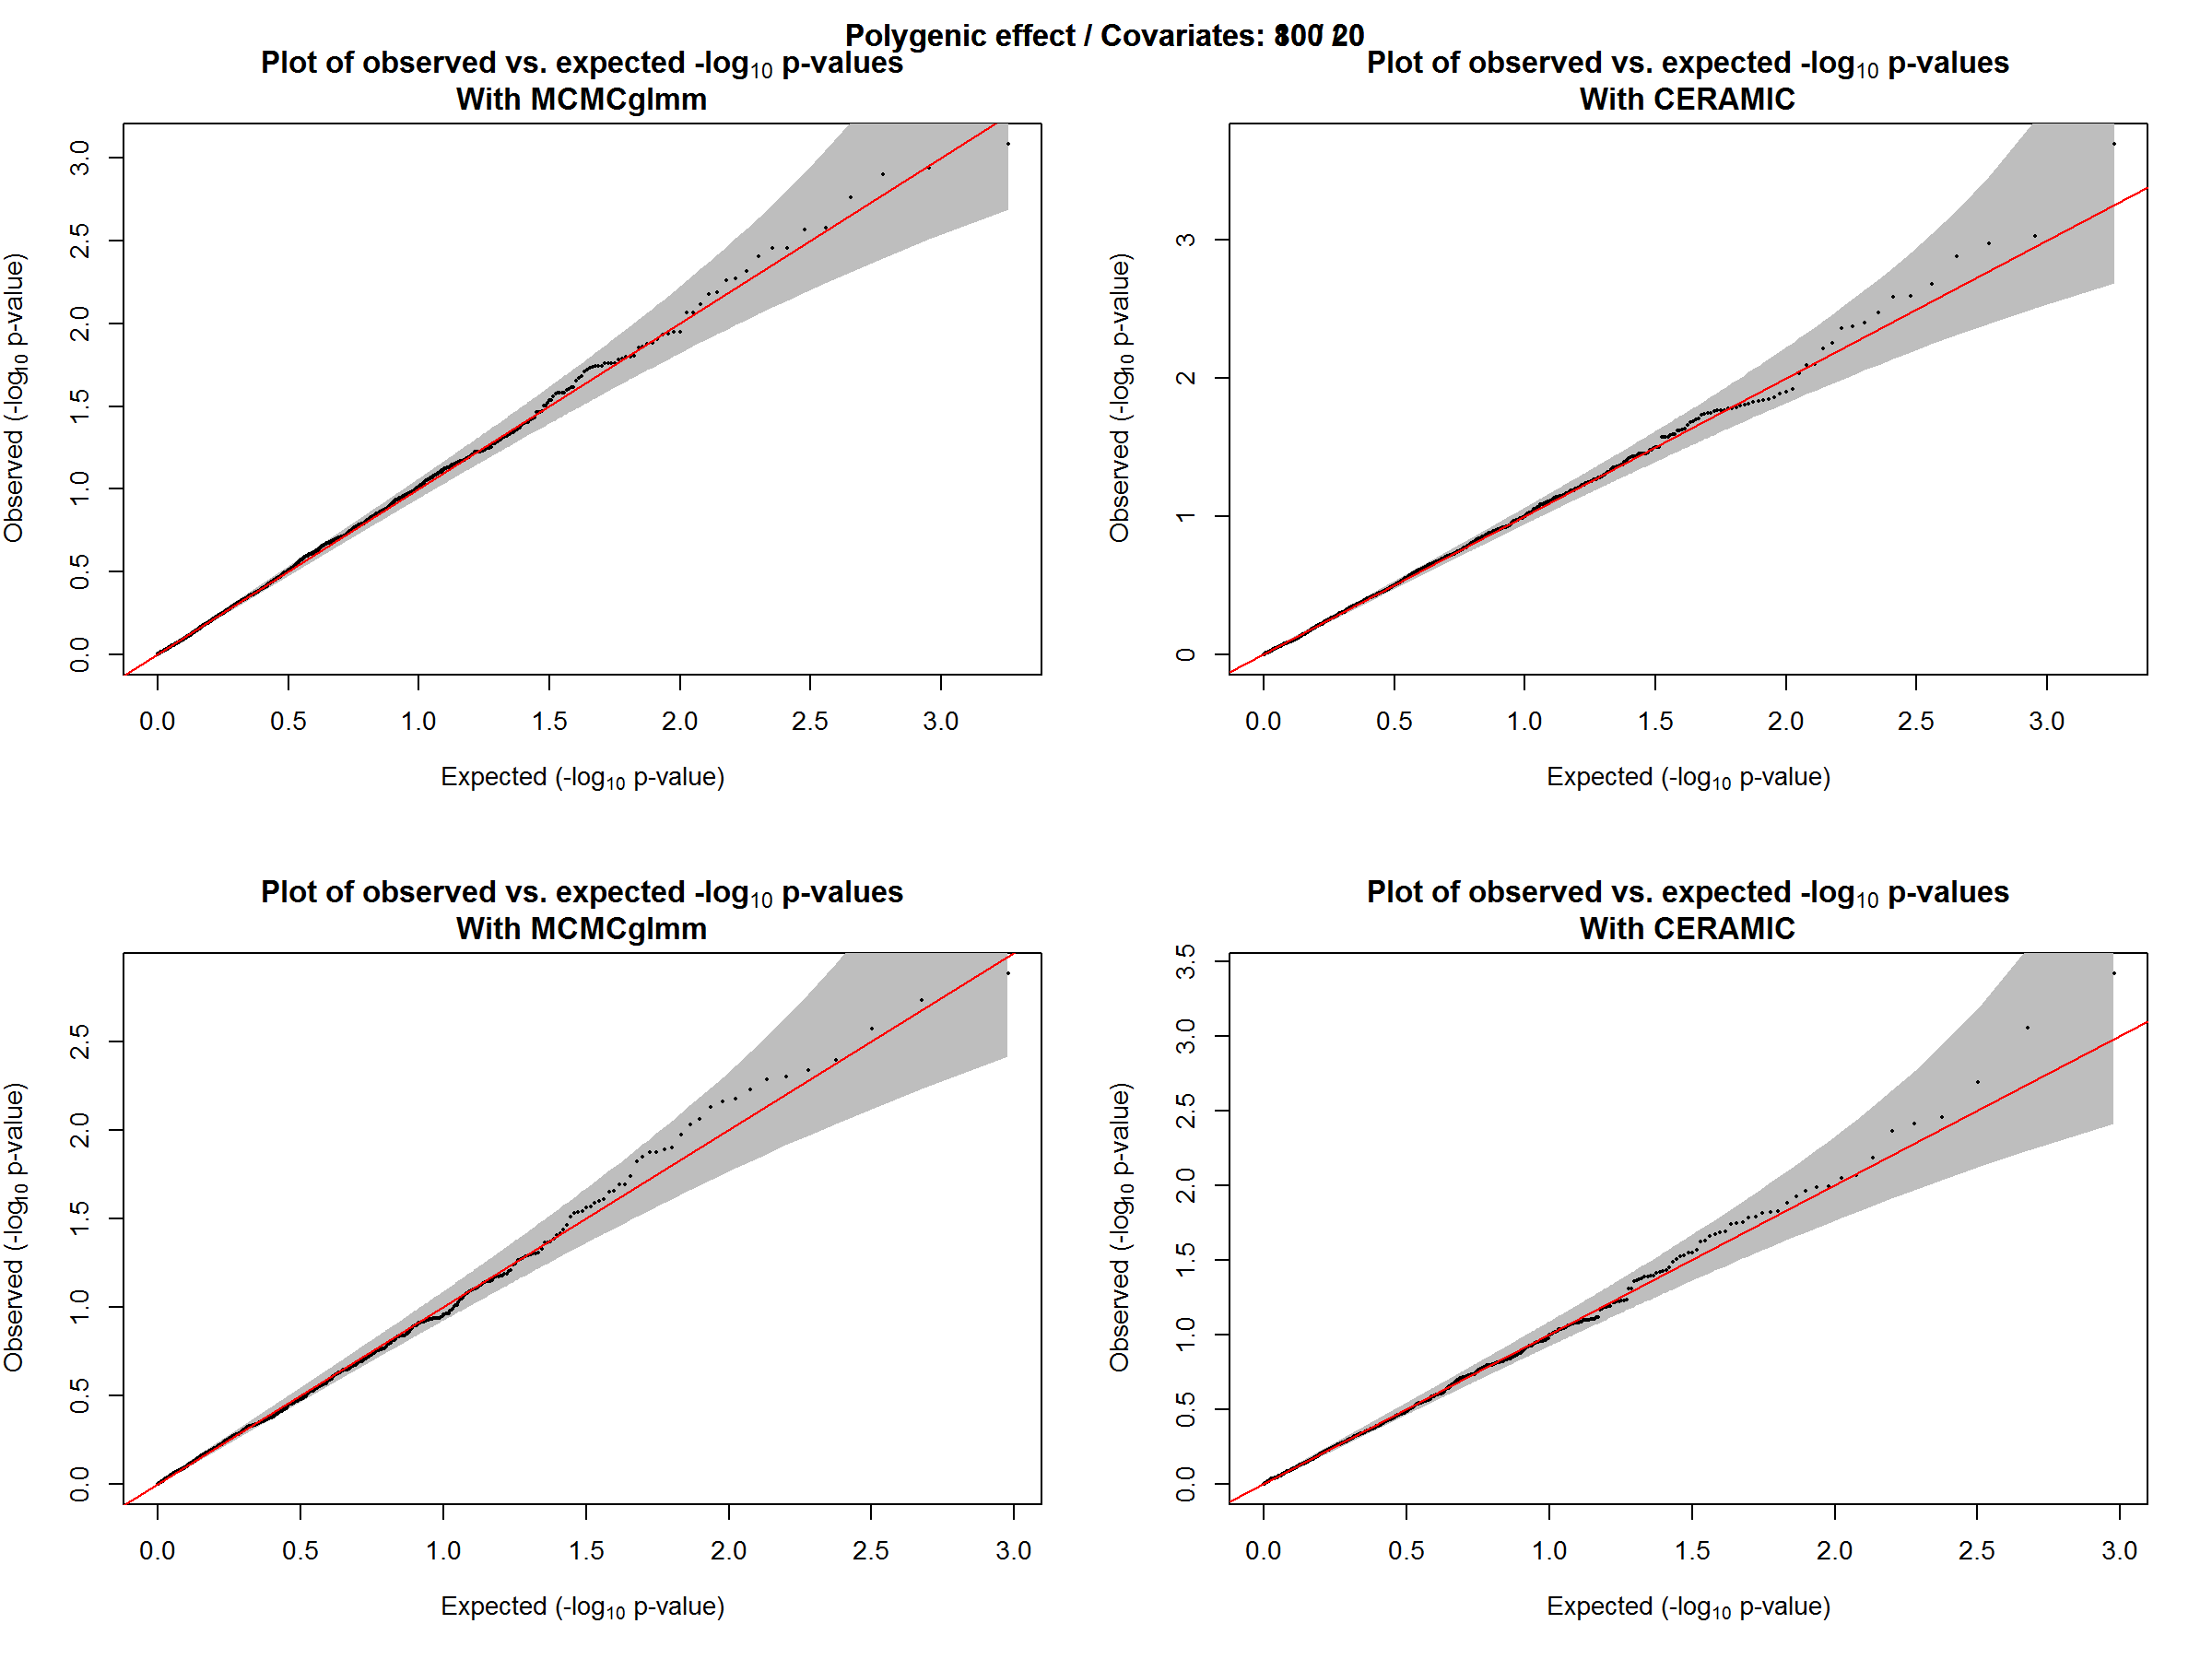 Polygenic effect / Covariates:
Plot of observed vs. expected -log10 p-values
With MCMCglmm
Observed (-log10 p-value)
3.0
2.5
2.0
1.5
1.0
0.5
0.0
0.0 0.5 1.0 1.5 2.0 2.5 3.0
Expected (-log10 p-value)
Plot of observed vs. expected -log10 p-values
With CERAMIC
Observed (-log10 p-value)
3
2
1
0
0.0 0.5 1.0 1.5 2.0 2.5 3.0
Expected (-log10 p-value)
Plot of observed vs. expected -log10 p-values
With MCMCglmm
Observed (-log10 p-value)
2.5
2.0
1.5
1.0
0.5
0.0
0.0 0.5 1.0 1.5 2.0 2.5 3.0
Expected (-log10 p-value)
Plot of observed vs. expected -log10 p-values
With CERAMIC
Observed (-log10 p-value)
3.5
3.0
2.5
2.0
1.5
1.0
0.5
0.0
0.0 0.5 1.0 1.5 2.0 2.5 3.0
Expected (-log10 p-value)